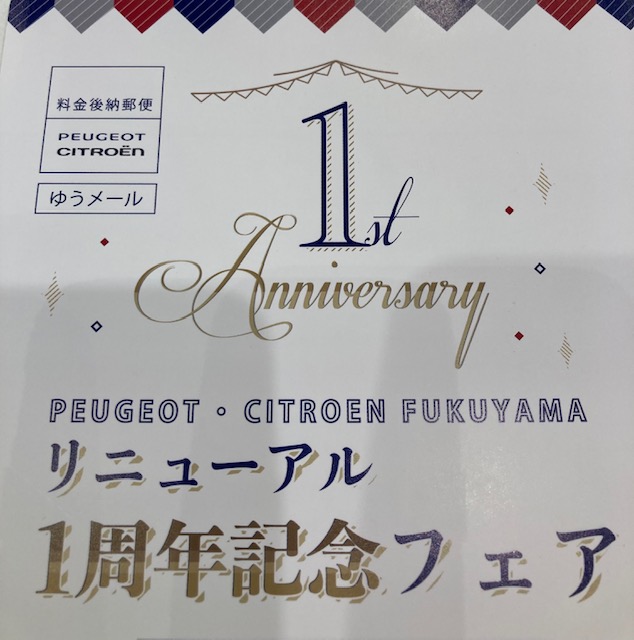 料金後納郵便
PEUGEOT
CITROËN
ゆうメール
1st
Anniversary
PEUGEOT・CITROEN FUKUYAMA
リニューアル
1周年記念フェア